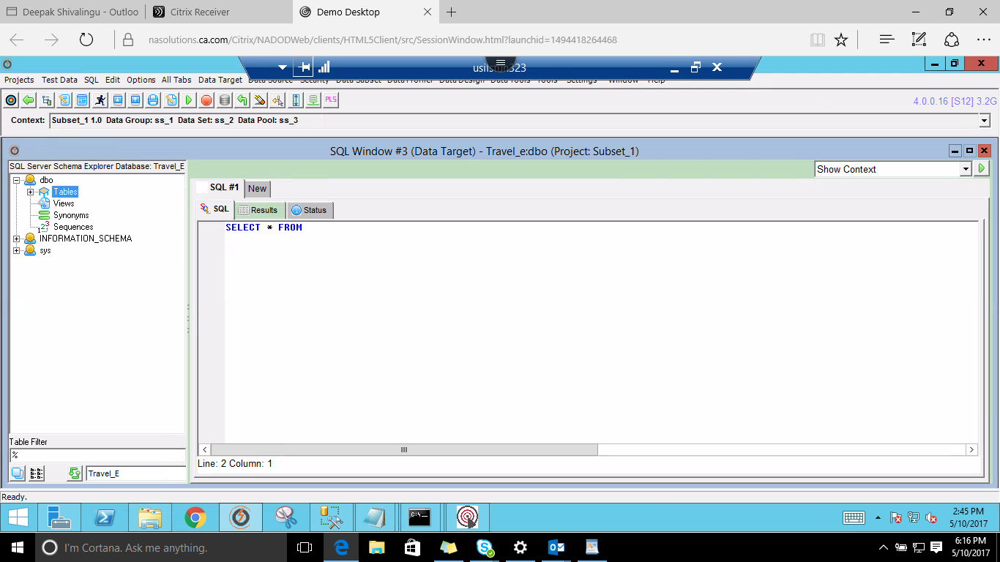 Deepak Shivalingu - Outloo
Citrix Receiver
Demo Desktop
nasolutions.ca.com/Citrix/NADODWeb/clients/HTML5Client/src/SessionWindow.html?launchid=1494418264468
Projects Test Data SQL Edit Options All Tabs Data Target Data Source Security Data Subset Data Profiler Data Design Data Tools Tools Settings Window Help
PLS
4.0.0.16 [S12] 3.2G
Context: Subset_1 1.0 Data Group: ss_1 Data Set: ss_2 Data Pool: ss_3
SQL Window #3 (Data Target) - Travel_e:dbo (Project: Subset_1)
SQL Server Schema Explorer Database: Travel_E
Show Context
dbo
Tables
Views
Synonyms
Sequences
INFORMATION_SCHEMA
sys
SQL #1 New
SQL Results Status
SELECT * FROM
Table Filter
%
Travel_E
Line: 2 Column: 1
Ready.
2:45 PM
5/10/2017
I'm Cortana. Ask me anything.
6:16 PM
5/10/2017